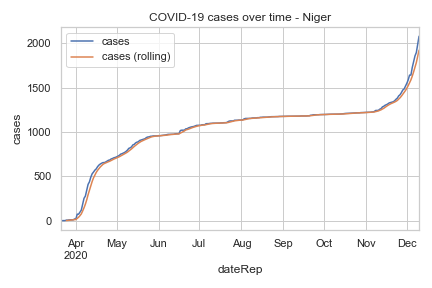 COVID-19 cases over time - Niger
cases
cases (rolling)
2000
1500
1000
500
0
cases
Apr May Jun Jul Aug Sep Oct Nov Dec
2020
dateRep